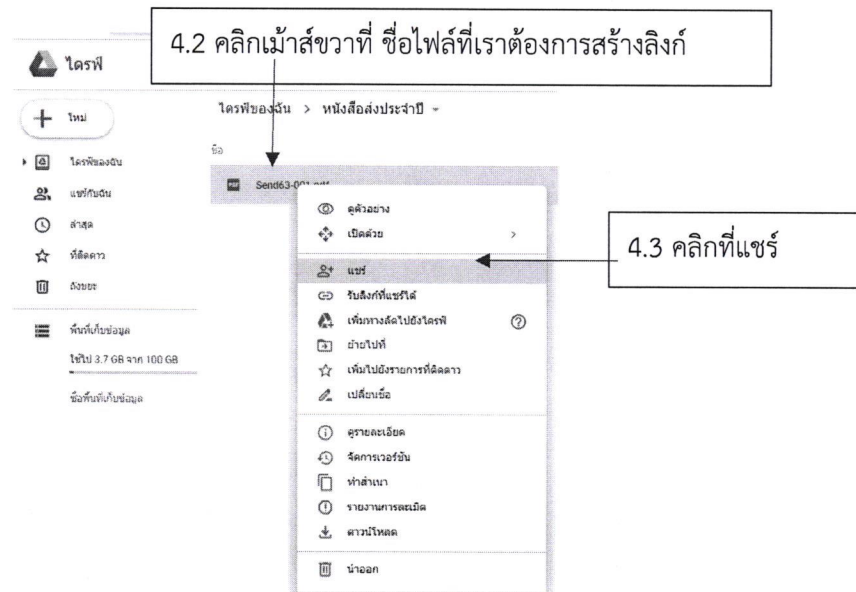 4.2 คลิกเม้าส์ขวาที่ ชื่อไฟล์ที่เราต้องการสร้างลิงก์
ไดรฟ์
ใหม่
ไดรฟ์ของฉัน
แชร์กับฉัน
ล่าสุด
ที่ติดดาว
ถังขยะ
พื้นที่เก็บข้อมูล
ใช้ไป 3.7 GB จาก 100 GB
ซื้อพื้นที่เก็บข้อมูล
ไดรฟ์ของฉัน > หนังสือส่งประจำปี
ชื่อ
PDF Send63-001.pdf
ดูตัวอย่าง
เปิดด้วย >
แชร์
รับลิงก์ที่แชร์ได้
เพิ่มทางลัดไปยังไดรฟ์
ย้ายไปที่
เพิ่มไปยังรายการที่ติดดาว
เปลี่ยนชื่อ
ดูรายละเอียด
จัดการเวอร์ชัน
ทำสำเนา
รายงานการละเมิด
ดาวน์โหลด
นำออก
4.3 คลิกที่แชร์